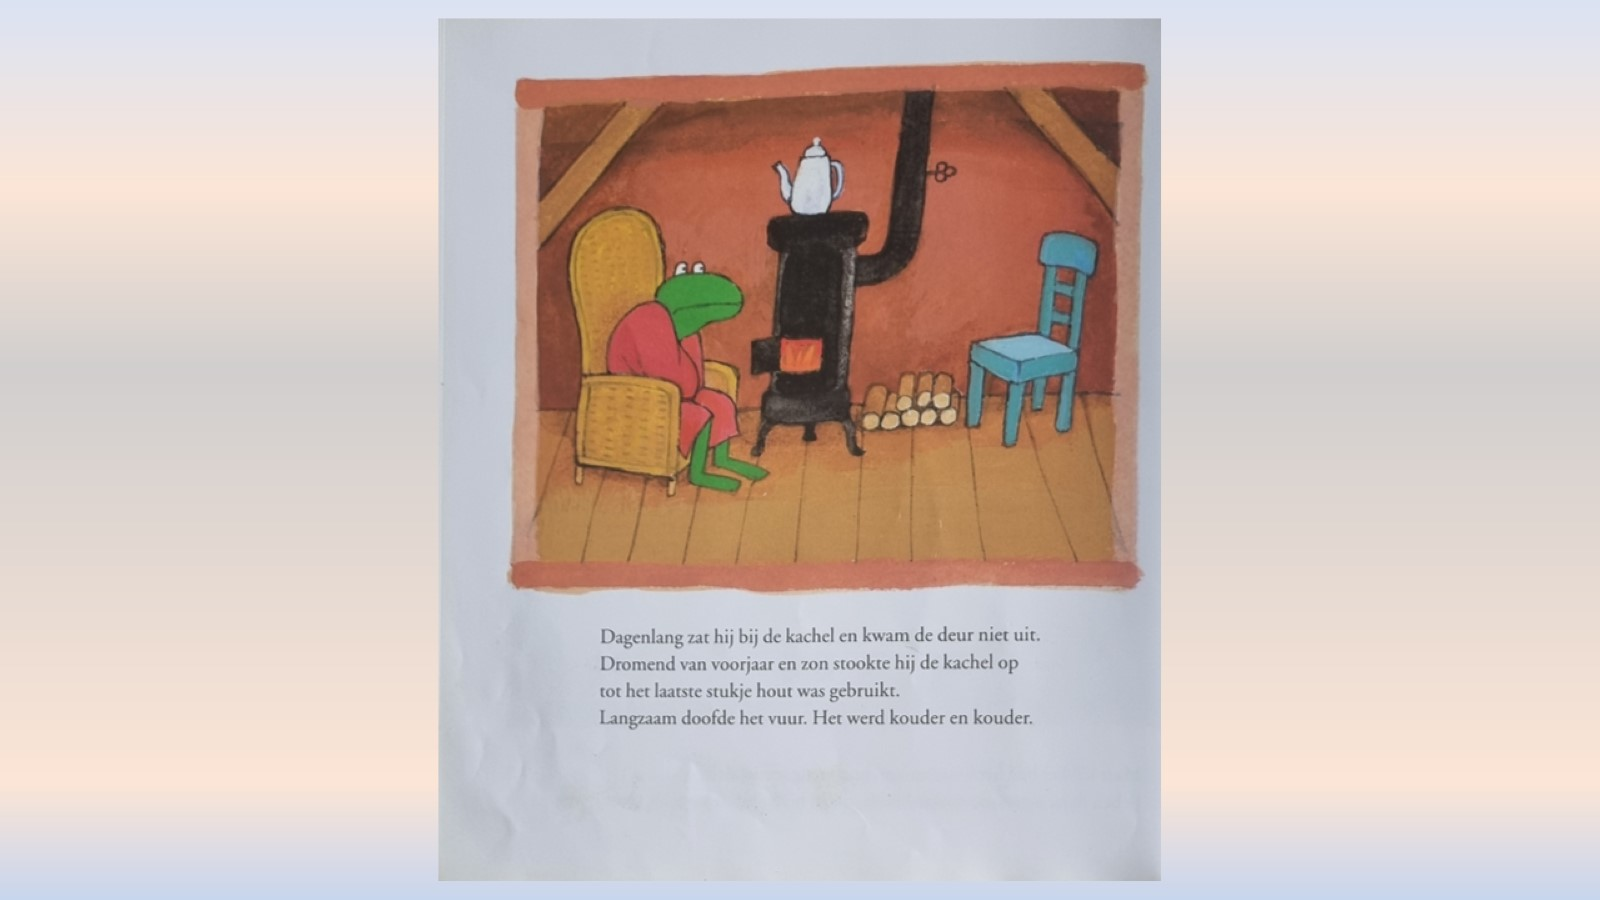 Dagenlang zat hij bij de kachel en kwam de deur niet uit.
Dromend van voorjaar en zon stookte hij de kachel op
tot het laatste stukje hout was gebruikt.
Langzaam doofde het vuur. Het werd kouder en kouder.